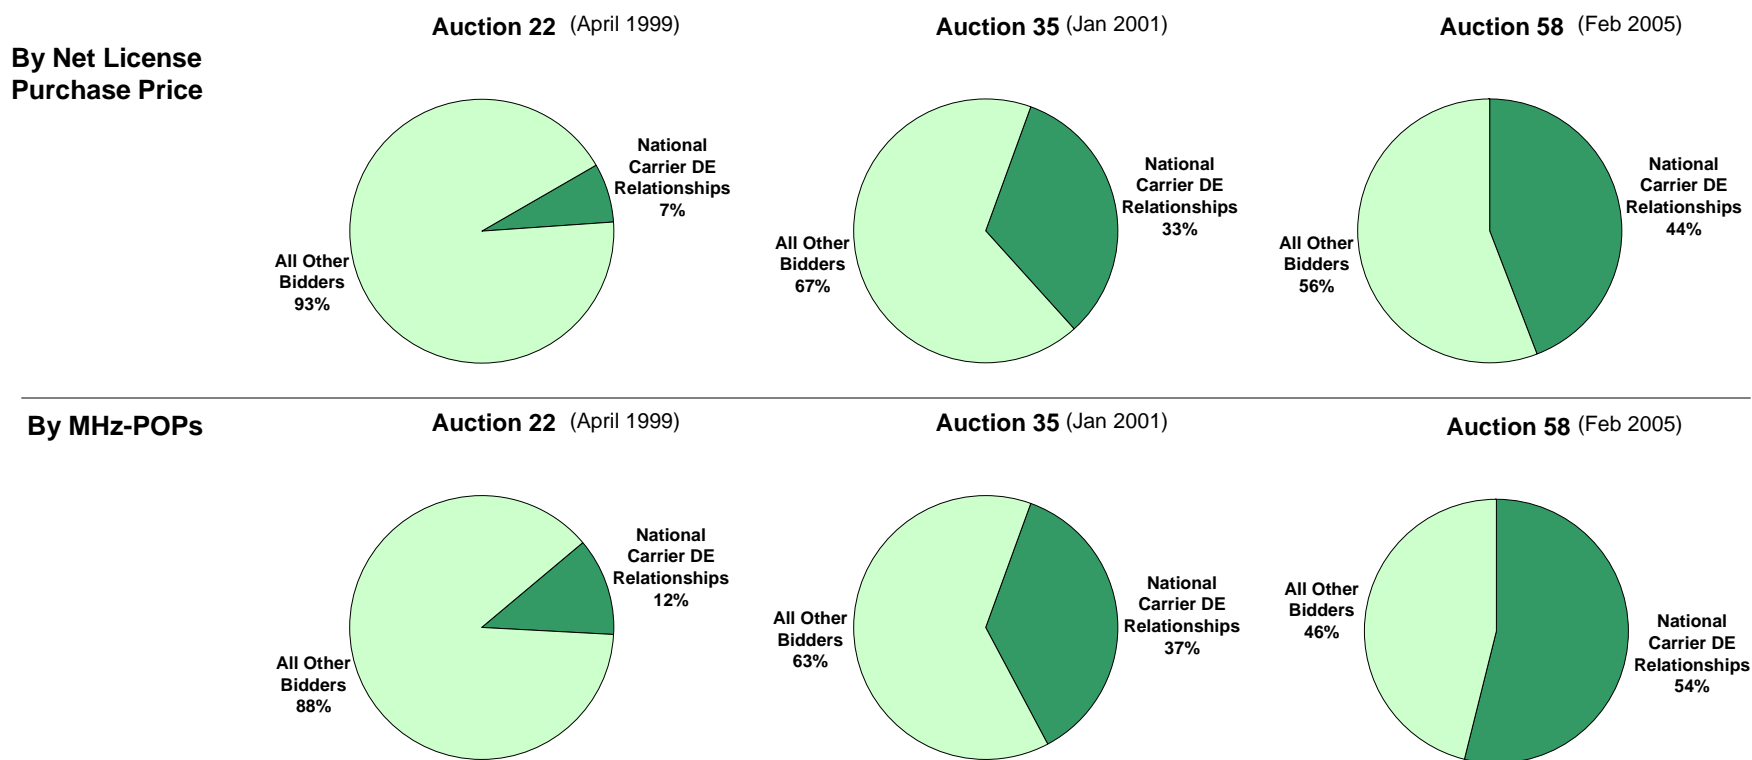 Auction 22 (April 1999)
Auction 35 (Jan 2001)
Auction 58 (Feb 2005)
By Net License
Purchase Price
National
Carrier DE
Relationships
7%
All Other
Bidders
93%
National
Carrier DE
Relationships
33%
All Other
Bidders
67%
National
Carrier DE
Relationships
44%
All Other
Bidders
56%
By MHz-POPs
Auction 22 (April 1999)
Auction 35 (Jan 2001)
Auction 58 (Feb 2005)
National
Carrier DE
Relationships
12%
All Other
Bidders
88%
National
Carrier DE
Relationships
37%
All Other
Bidders
63%
All Other
Bidders
46%
National
Carrier DE
Relationships
54%